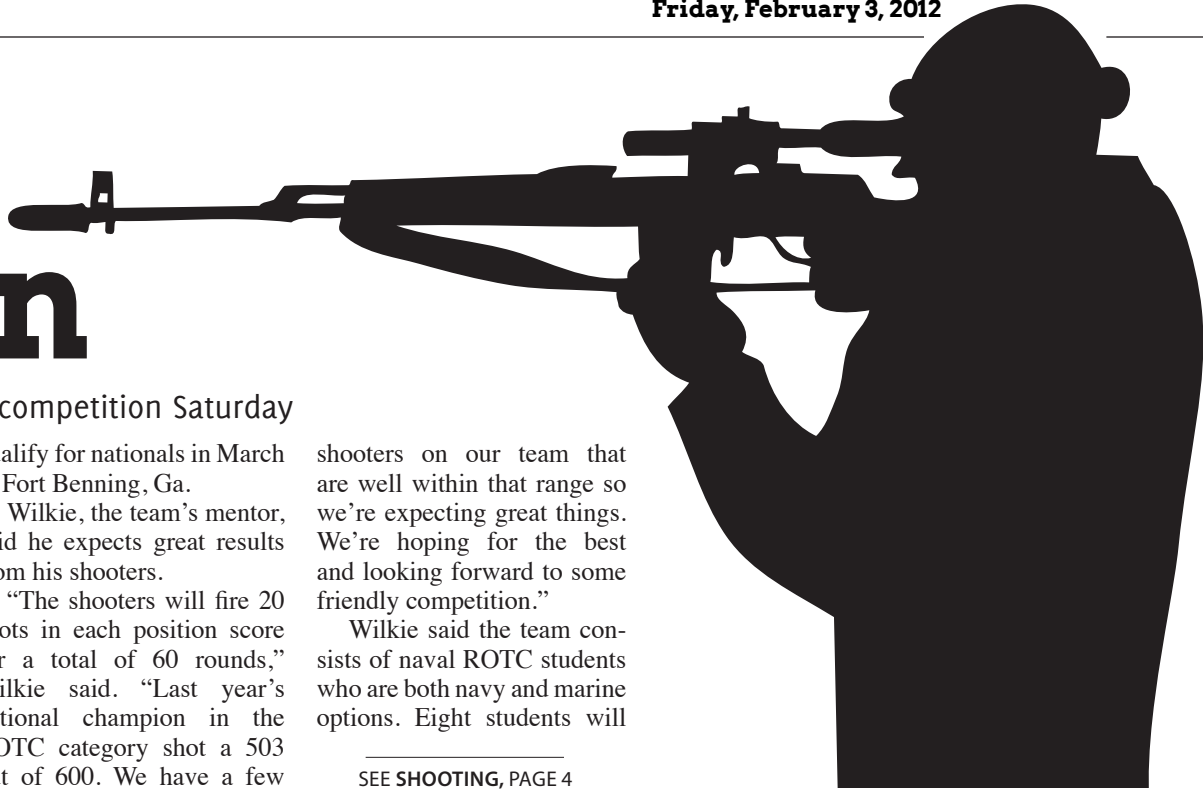 Friday, February 3, 2012
n
competition Saturday
alify for nationals in March
Fort Benning, Ga.
Wilkie, the team’s mentor,
id he expects great results
om his shooters.
“The shooters will fire 20
ots in each position score
r a total of 60 rounds,”
ilkie said. “Last year’s
tional champion in the
OTC category shot a 503
t of 600. We have a few
shooters on our team that
are well within that range so
we’re expecting great things.
We’re hoping for the best
and looking forward to some
friendly competition.”
Wilkie said the team con-
sists of naval ROTC students
who are both navy and marine
options. Eight students will
SEE SHOOTING, PAGE 4